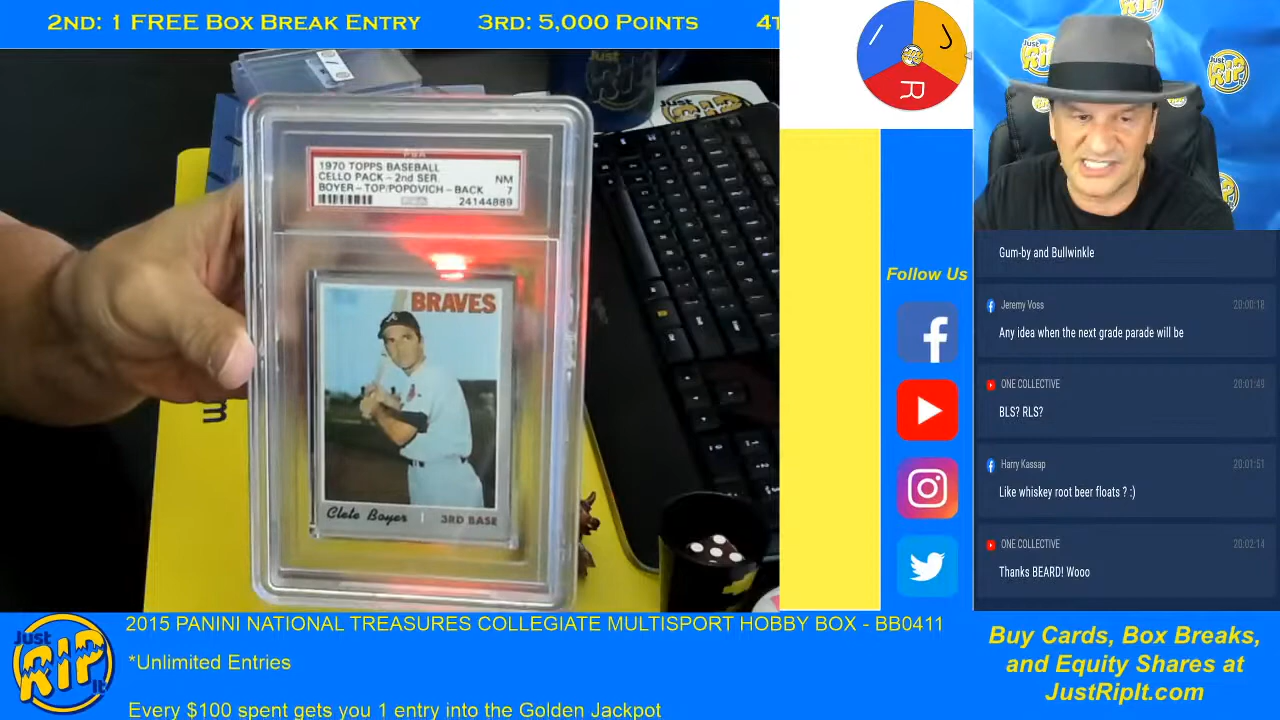 2ND: 1 FREE BOX BREAK ENTRY 3RD: 5,000 POINTS 4T
1970 TOPPS BASEBALL
CELLO PACK - 2nd SER. NM
BOYER - TOP/POPOVICH - BACK 7
24144889
BRAVES
Clete Boyer | 3RD BASE
J
R
Follow Us
Gum-by and Bullwinkle
Jeremy Voss 20:00:18
Any idea when the next grade parade will be
ONE COLLECTIVE 20:01:49
BLS? RLS?
Harry Kassap 20:01:51
Like whiskey root beer floats ? :)
ONE COLLECTIVE 20:02:14
Thanks BEARD! Wooo
Just
RIP
It
2015 PANINI NATIONAL TREASURES COLLEGIATE MULTISPORT HOBBY BOX - BB0411
*Unlimited Entries
Every $100 spent gets you 1 entry into the Golden Jackpot
Buy Cards, Box Breaks,
and Equity Shares at
JustRipIt.com